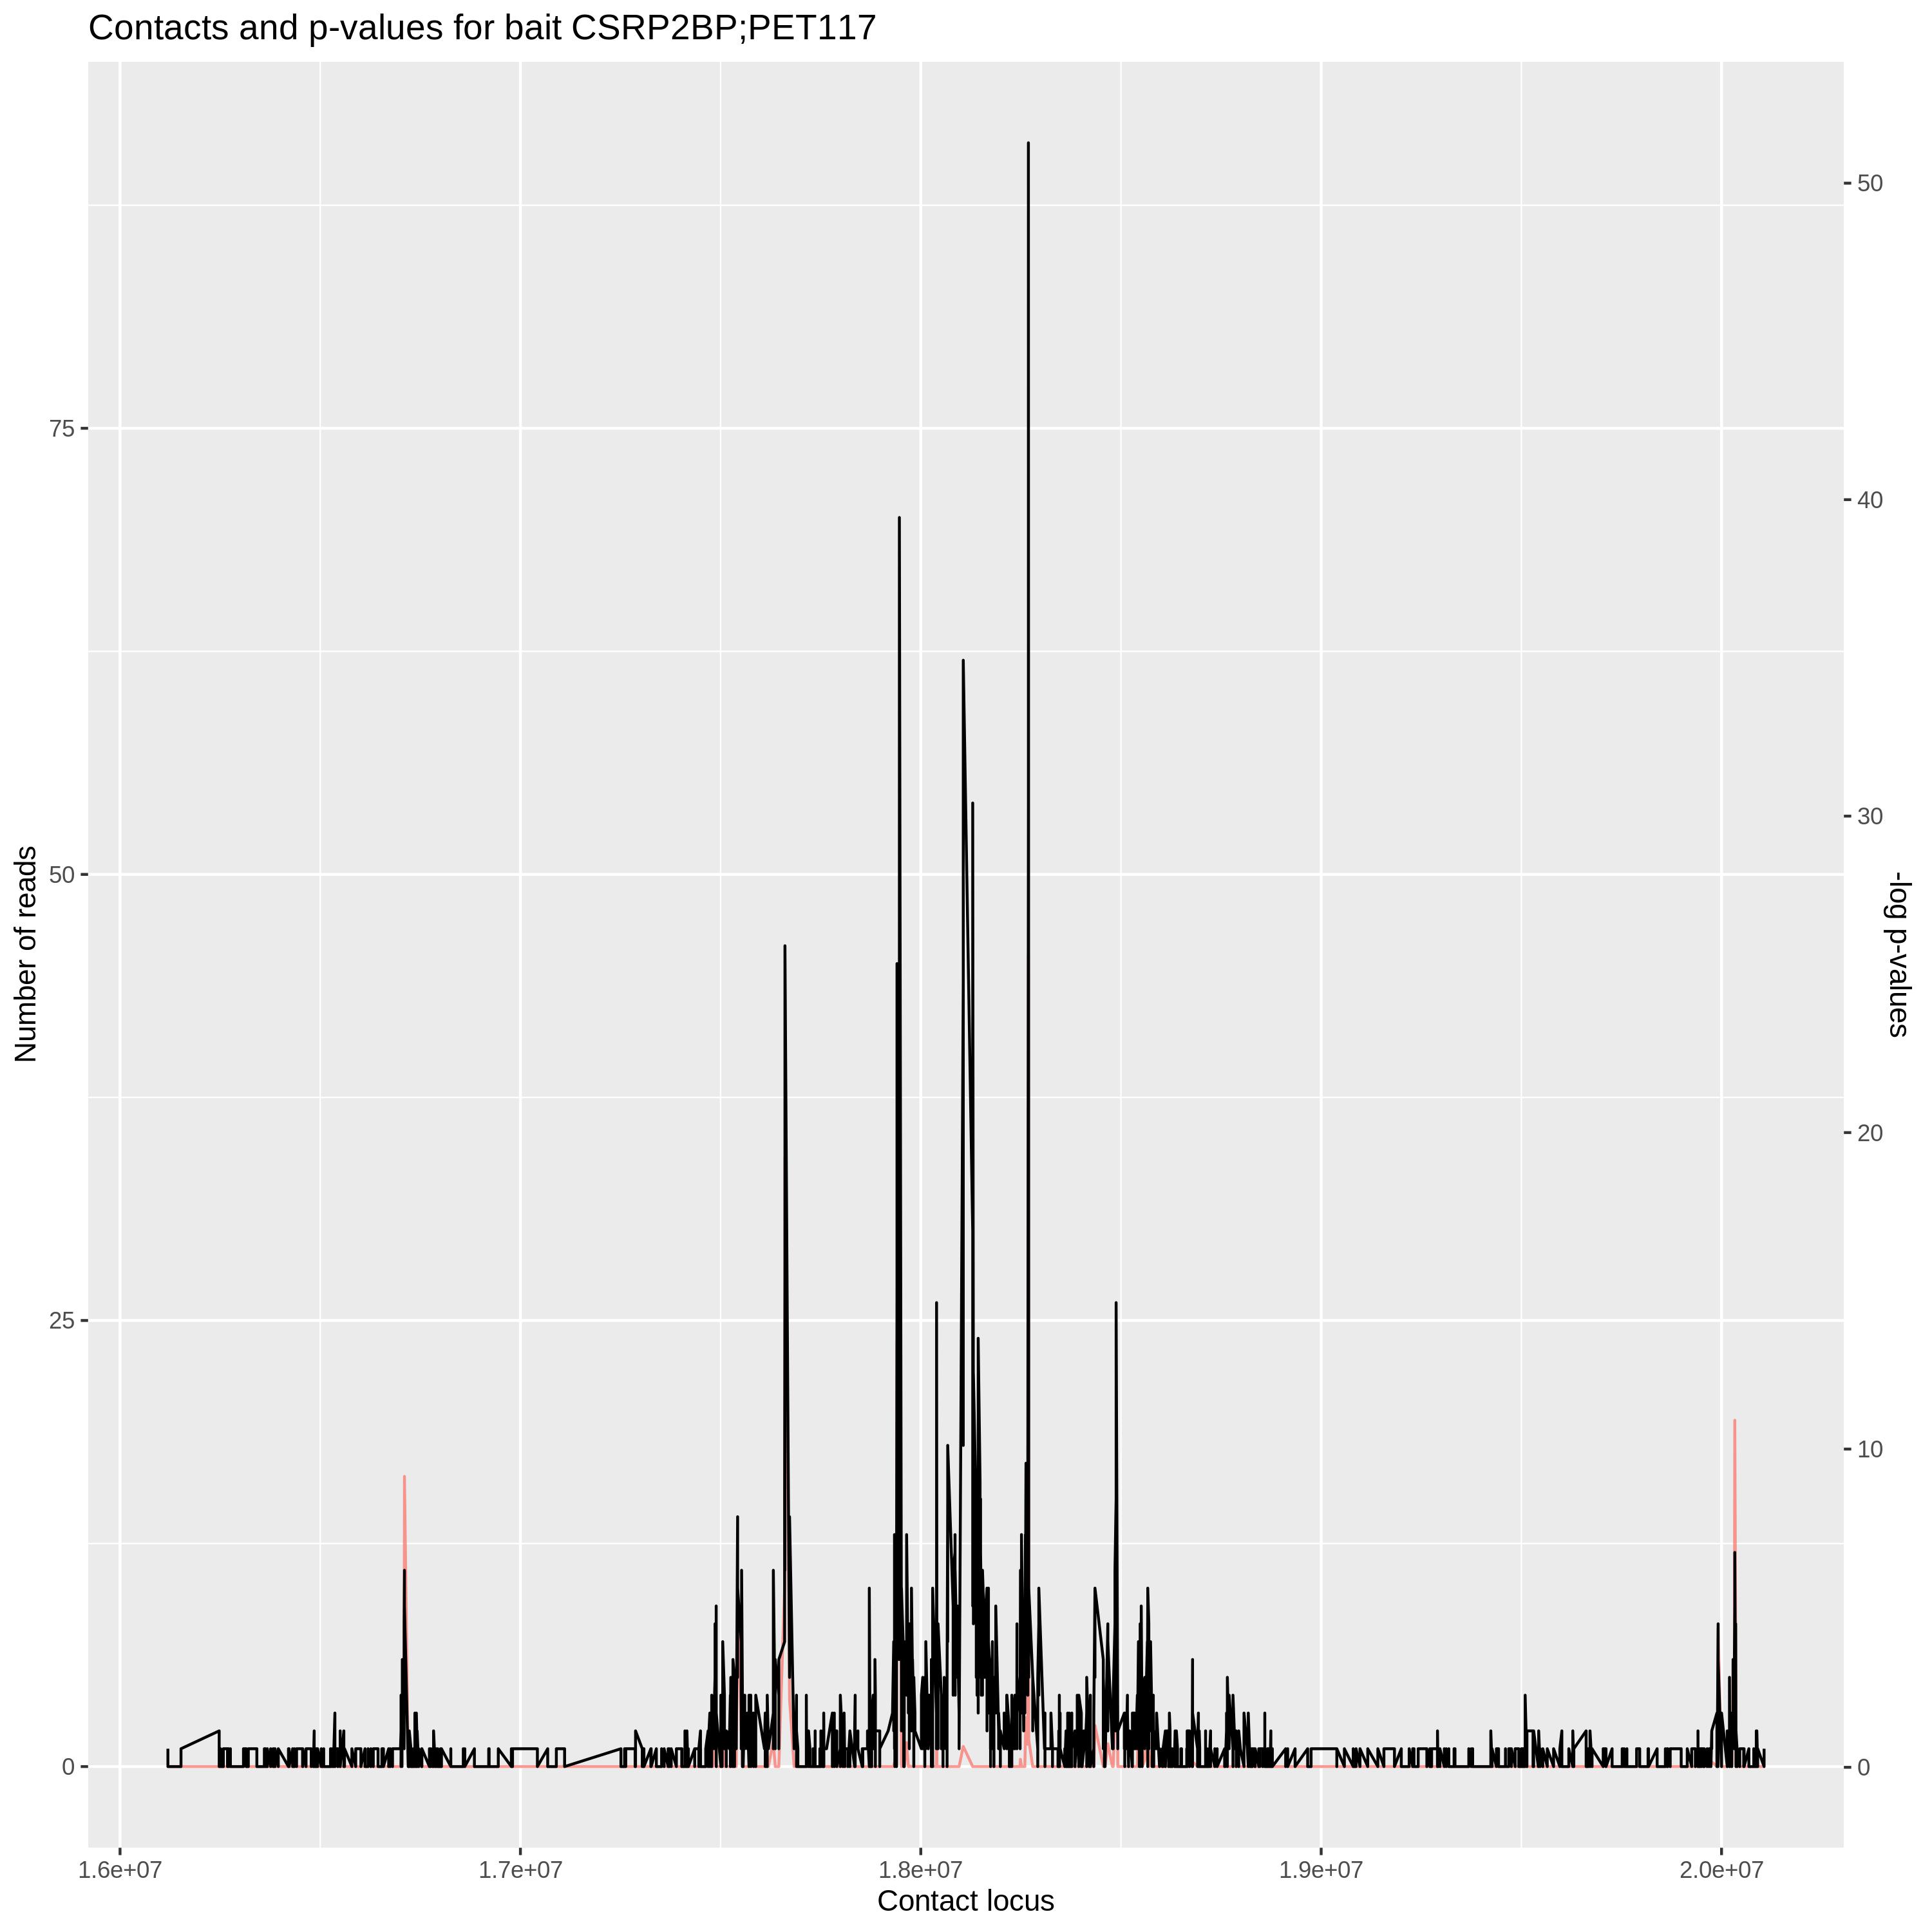 Contacts and p-values for bait CSRP2BP;PET117
Number of reads
75
50
25
0
50
40
30
20
10
0
-log p-values
1.6e+07
1.7e+07
1.8e+07
1.9e+07
2.0e+07
Contact locus